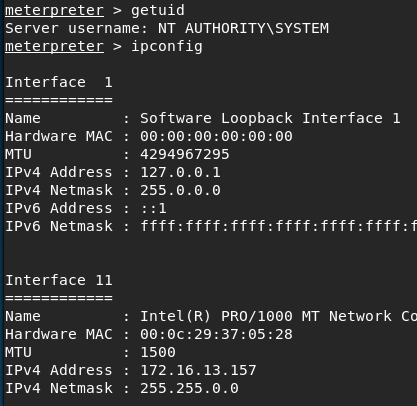 meterpreter > getuid
Server username: NT AUTHORITY\SYSTEM
meterpreter > ipconfig
Interface  1
============
Name         : Software Loopback Interface 1
Hardware MAC : 00:00:00:00:00:00
MTU          : 4294967295
IPv4 Address : 127.0.0.1
IPv4 Netmask : 255.0.0.0
IPv6 Address : ::1
IPv6 Netmask : ffff:ffff:ffff:ffff:ffff:ffff:f
Interface 11
============
Name         : Intel(R) PRO/1000 MT Network Co
Hardware MAC : 00:0c:29:37:05:28
MTU          : 1500
IPv4 Address : 172.16.13.157
IPv4 Netmask : 255.255.0.0